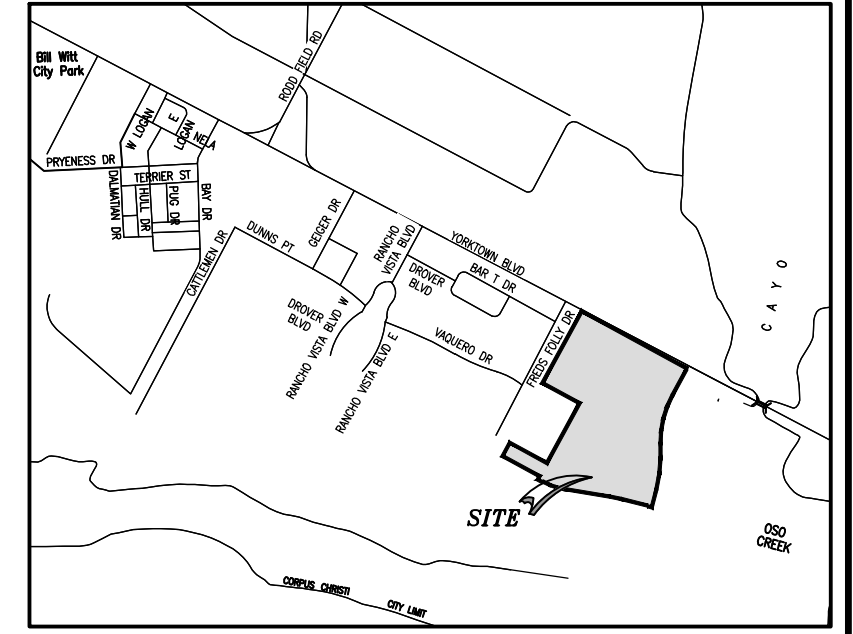 Bill Witt
City Park
RODD FIELD RD
W LOGAN
E
LOGAN
NELA
PRYENESS DR
TERRIER ST
DALMATIAN DR
HULL DR
PUG DR
BAY DR
CATTLEMEN DR
DUNNS PT
GEIGER DR
RANCHO
VISTA BLVD
YORKTOWN BLVD
DROVER
BLVD
BAR T DR
CAYO
DROVER
BLVD
RANCHO VISTA BLVD W
RANCHO VISTA BLVD E
VAQUERO DR
FREDS FOLLY DR
SITE
OSO
CREEK
CORPUS CHRISTI
CITY LIMIT